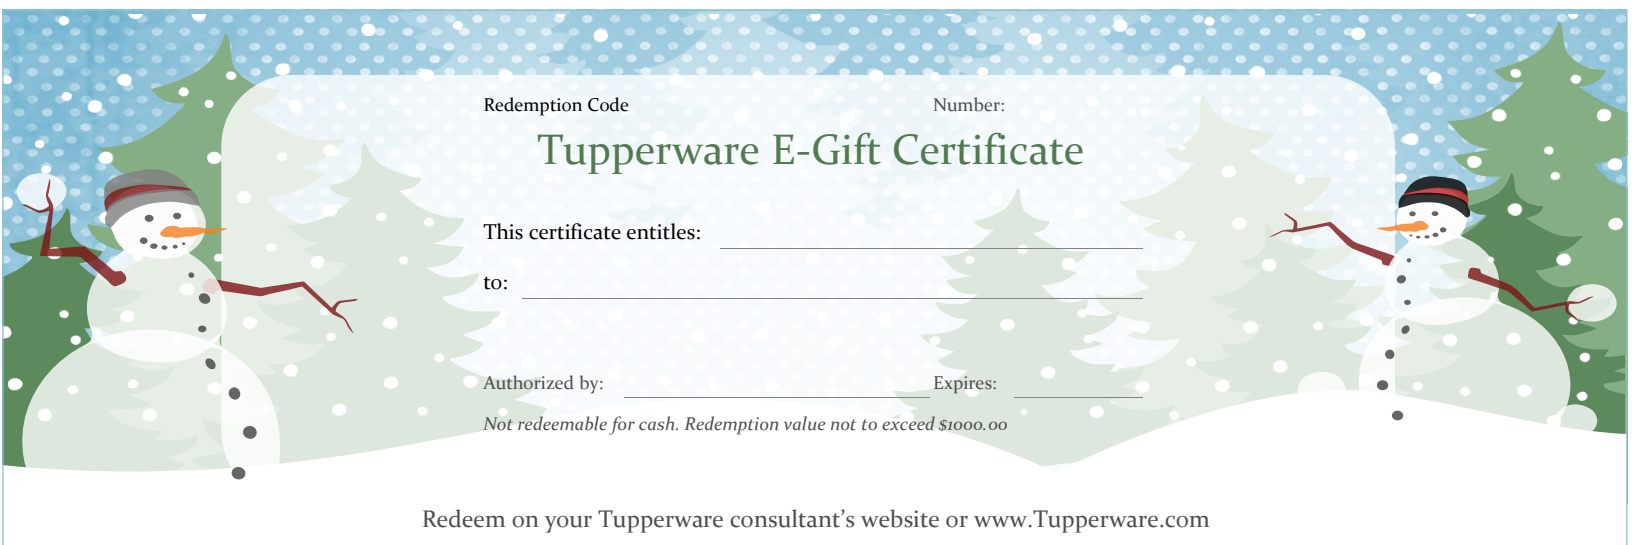 Redemption Code Number:
Tupperware E-Gift Certificate
This certificate entitles:
to:
Authorized by: Expires:
Not redeemable for cash. Redemption value not to exceed $1000.00
Redeem on your Tupperware consultant’s website or www.Tupperware.com